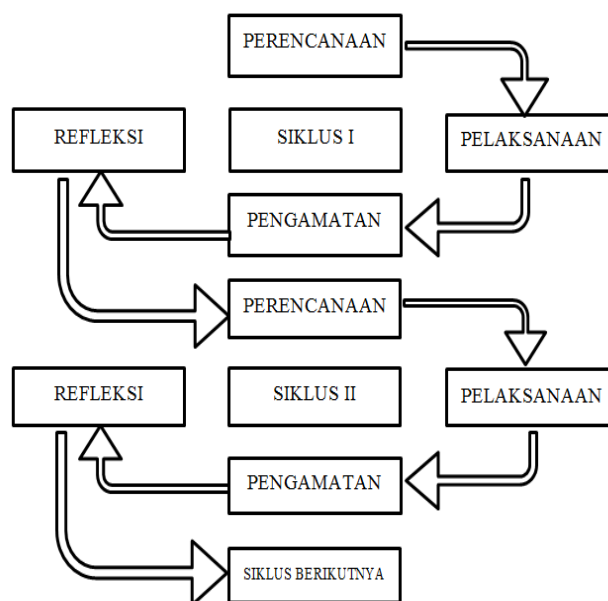 PERENCANAAN
REFLEKSI
SIKLUS I
PELAKSANAAN
PENGAMATAN
PERENCANAAN
REFLEKSI
SIKLUS II
PELAKSANAAN
PENGAMATAN
SIKLUS BERIKUTNYA